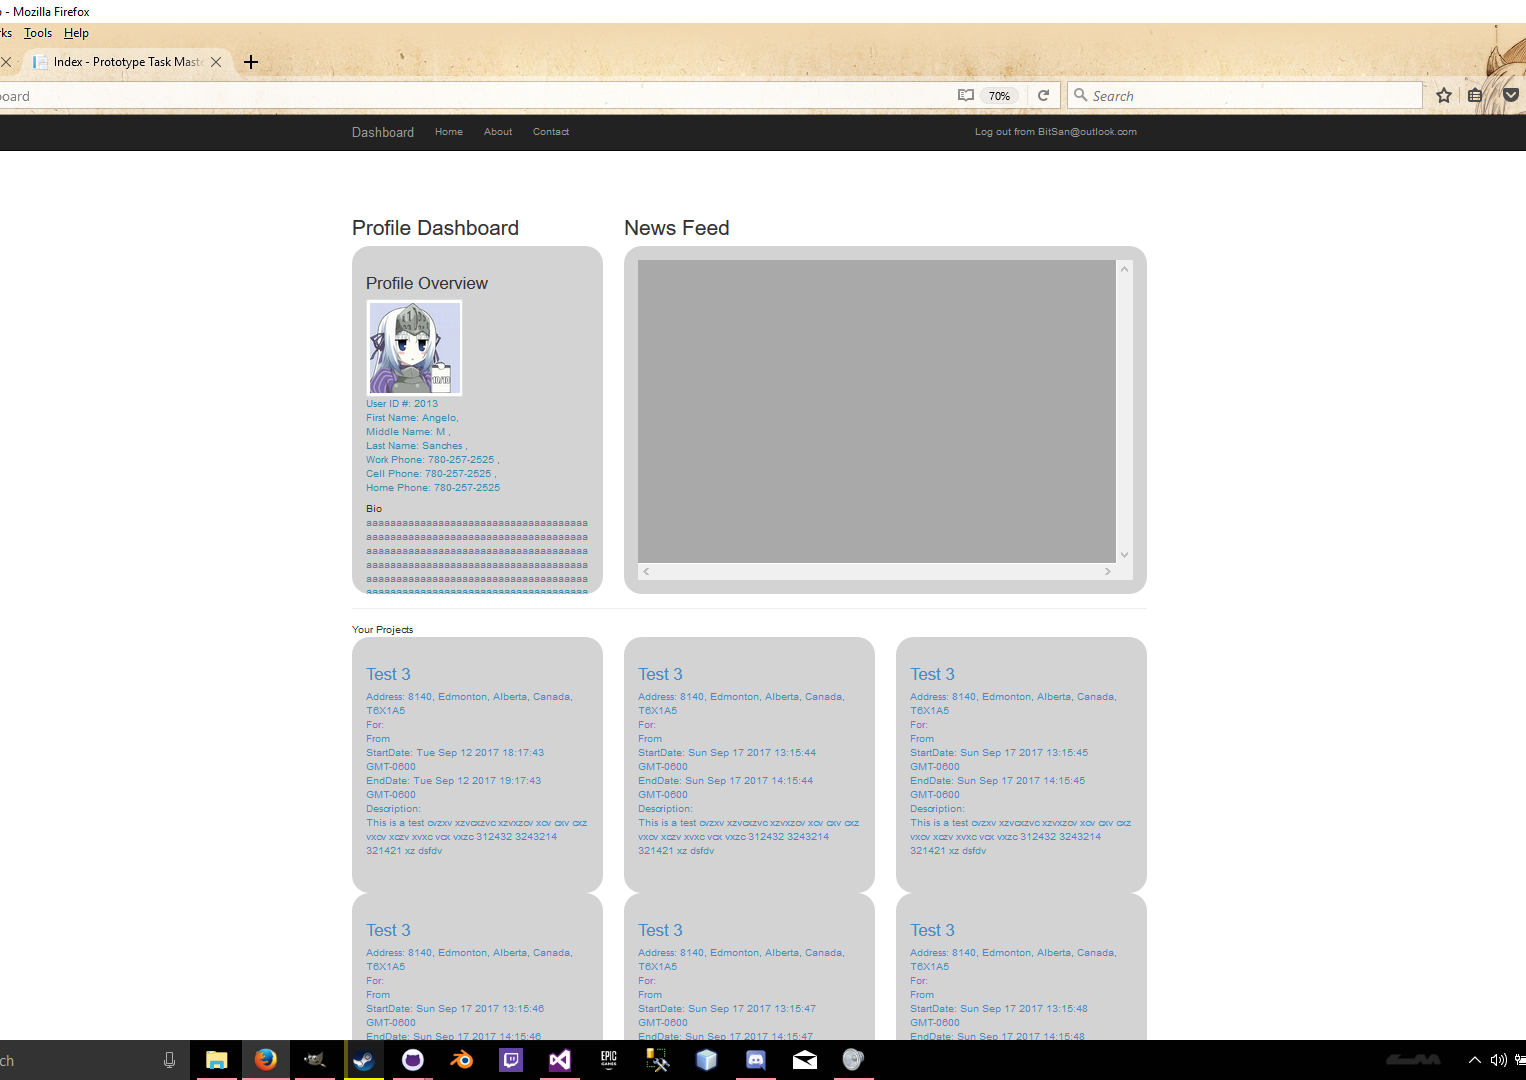 - Mozilla Firefox
ks Tools Help
Index - Prototype Task Mast
oard 70% Search
Dashboard Home About Contact Log out from BitSan@outlook.com
Profile Dashboard News Feed
Profile Overview
10/10
User ID #: 2013
First Name: Angelo,
Middle Name: M ,
Last Name: Sanches ,
Work Phone: 780-257-2525 ,
Cell Phone: 780-257-2525 ,
Home Phone: 780-257-2525
Bio
aaaaaaaaaaaaaaaaaaaaaaaaaaaaaaaaaaaaa
aaaaaaaaaaaaaaaaaaaaaaaaaaaaaaaaaaaaa
aaaaaaaaaaaaaaaaaaaaaaaaaaaaaaaaaaaaa
aaaaaaaaaaaaaaaaaaaaaaaaaaaaaaaaaaaaa
aaaaaaaaaaaaaaaaaaaaaaaaaaaaaaaaaaaaa
aaaaaaaaaaaaaaaaaaaaaaaaaaaaaaaaaaaaa
Your Projects
Test 3
Address: 8140, Edmonton, Alberta, Canada,
T6X1A5
For:
From
StartDate: Tue Sep 12 2017 18:17:43
GMT-0600
EndDate: Tue Sep 12 2017 19:17:43
GMT-0600
Description:
This is a test cvzxv xzvcxzvc xzvxzcv xcv cxv cxz
vxcv xczv xvxc vcx vxzc 312432 3243214
321421 xz dsfdv
Test 3
Address: 8140, Edmonton, Alberta, Canada,
T6X1A5
For:
From
StartDate: Sun Sep 17 2017 13:15:44
GMT-0600
EndDate: Sun Sep 17 2017 14:15:44
GMT-0600
Description:
This is a test cvzxv xzvcxzvc xzvxzcv xcv cxv cxz
vxcv xczv xvxc vcx vxzc 312432 3243214
321421 xz dsfdv
Test 3
Address: 8140, Edmonton, Alberta, Canada,
T6X1A5
For:
From
StartDate: Sun Sep 17 2017 13:15:45
GMT-0600
EndDate: Sun Sep 17 2017 14:15:45
GMT-0600
Description:
This is a test cvzxv xzvcxzvc xzvxzcv xcv cxv cxz
vxcv xczv xvxc vcx vxzc 312432 3243214
321421 xz dsfdv
Test 3
Address: 8140, Edmonton, Alberta, Canada,
T6X1A5
For:
From
StartDate: Sun Sep 17 2017 13:15:46
GMT-0600
EndDate: Sun Sep 17 2017 14:15:46
Test 3
Address: 8140, Edmonton, Alberta, Canada,
T6X1A5
For:
From
StartDate: Sun Sep 17 2017 13:15:47
GMT-0600
EndDate: Sun Sep 17 2017 14:15:47
Test 3
Address: 8140, Edmonton, Alberta, Canada,
T6X1A5
For:
From
StartDate: Sun Sep 17 2017 13:15:48
GMT-0600
EndDate: Sun Sep 17 2017 14:15:48
ch
EPIC
GAMES